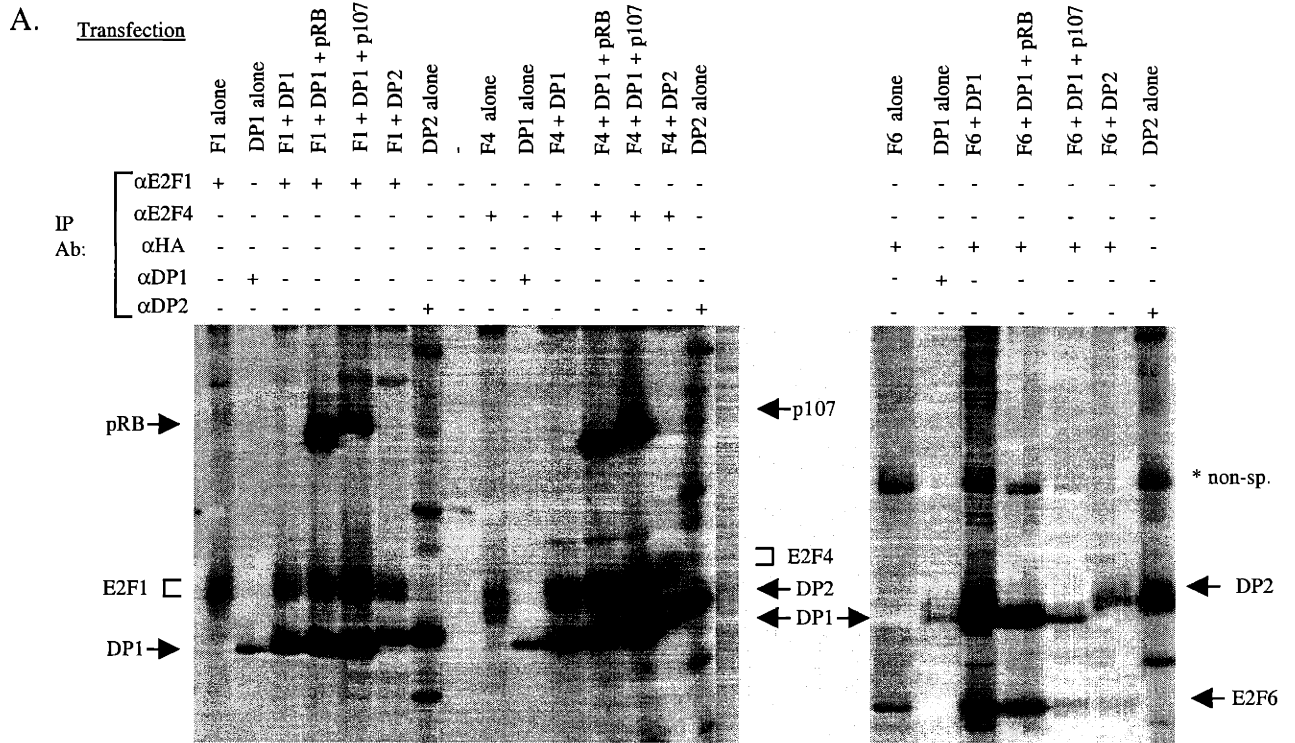 A.
Transfection
F1 alone
DP1 alone
F1 + DP1
F1 + DP1 + pRB
F1 + DP1 + p107
F1 + DP2
DP2 alone
-
F4 alone
DP1 alone
F4 + DP1
F4 + DP1 + pRB
F4 + DP1 + p107
F4 + DP2
DP2 alone
F6 alone
DP1 alone
F6 + DP1
F6 + DP1 + pRB
F6 + DP1 + p107
F6 + DP2
DP2 alone
IP
Ab:
αE2F1 + - + + + + - - - - - - - - - - - - - - - -
αE2F4 - - - - - - - - + - + + + + - - - - - - - -
αHA - - - - - - - - - - - - - - - + - + + + + -
αDP1 - + - - - - - - - + - - - - - - + - - - - -
αDP2 - - - - - - + - - - - - - - + - - - - - - +
pRB
p107
* non-sp.
E2F1
E2F4
DP2
DP2
DP1
DP1
E2F6